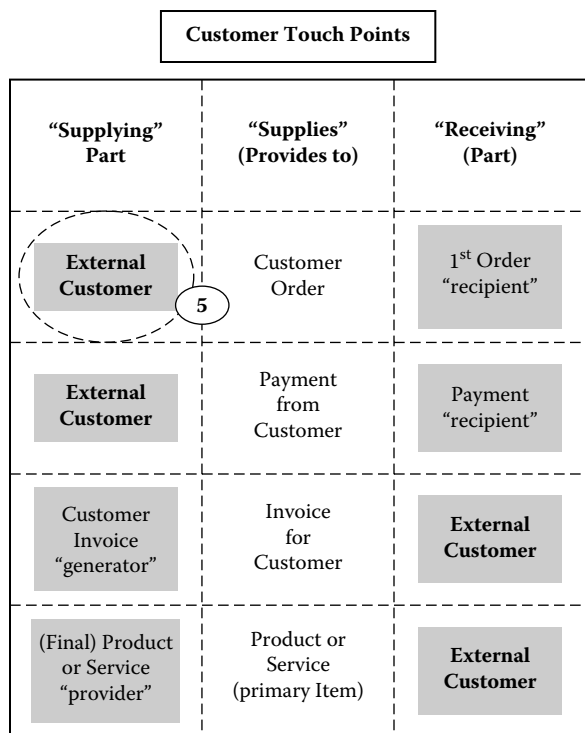 Customer Touch Points
“Supplying”
Part
“Supplies”
(Provides to)
“Receiving”
(Part)
External
Customer
5
Customer
Order
1st Order
“recipient”
External
Customer
Payment
from
Customer
Payment
“recipient”
Customer
Invoice
“generator”
Invoice
for
Customer
External
Customer
(Final) Product
or Service
“provider”
Product or
Service
(primary Item)
External
Customer